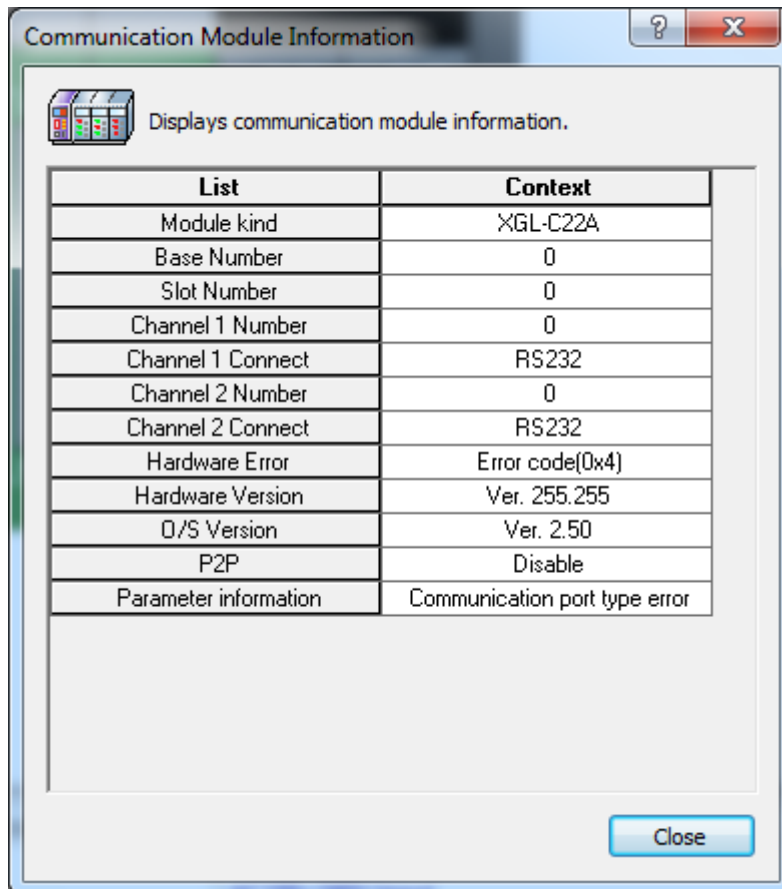 Communication Module Information
Displays communication module information.
List Context
Module kind XGL-C22A
Base Number 0
Slot Number 0
Channel 1 Number 0
Channel 1 Connect RS232
Channel 2 Number 0
Channel 2 Connect RS232
Hardware Error Error code(0x4)
Hardware Version Ver. 255.255
O/S Version Ver. 2.50
P2P Disable
Parameter information Communication port type error
Close